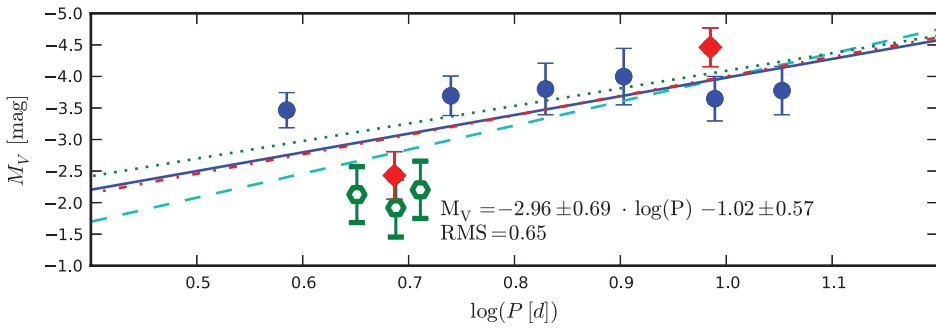 −5.0
−4.5
−4.0
−3.5
−3.0
−2.5
−2.0
−1.5
−1.0
M_V [mag]
M_V = −2.96 ±0.69 · log(P) −1.02 ±0.57
RMS = 0.65
0.5 0.6 0.7 0.8 0.9 1.0 1.1
log(P [d])